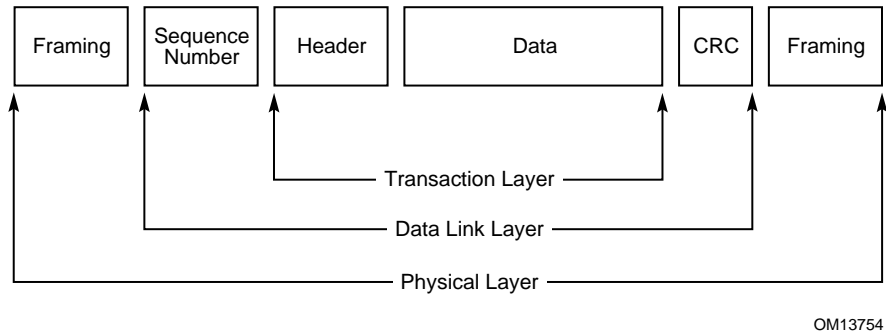 Framing
Sequence
Number
Header
Data
CRC
Framing
Transaction Layer
Data Link Layer
Physical Layer
OM13754